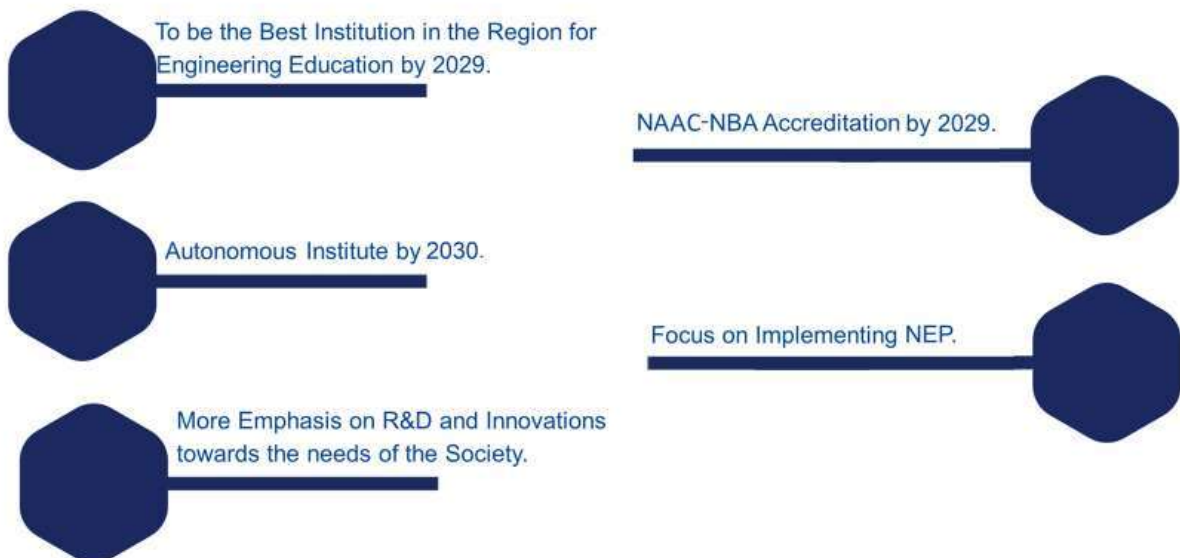 To be the Best Institution in the Region for
Engineering Education by 2029.
NAAC-NBA Accreditation by 2029.
Autonomous Institute by 2030.
Focus on Implementing NEP.
More Emphasis on R&D and Innovations
towards the needs of the Society.